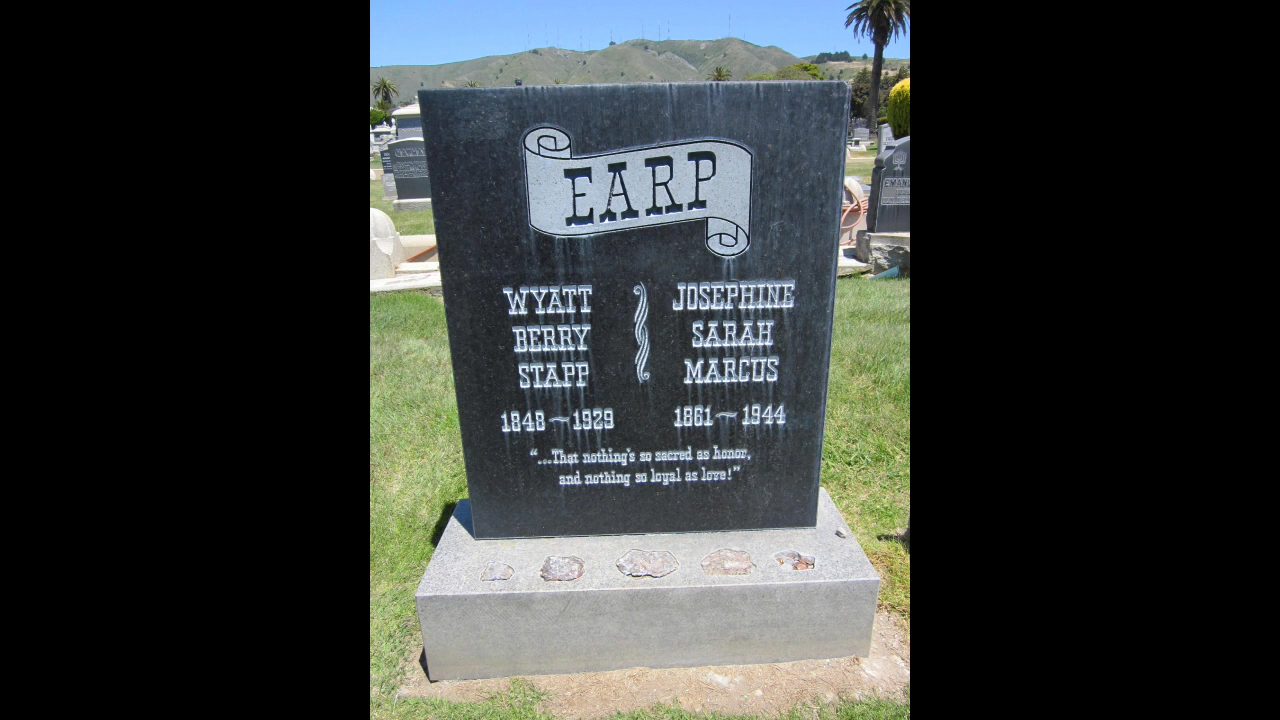 EARP
WYATT
BERRY
STAPP
1848~1929
JOSEPHINE
SARAH
MARCUS
1861~1944
"...That nothing's so sacred as honor,
and nothing so loyal as love!"